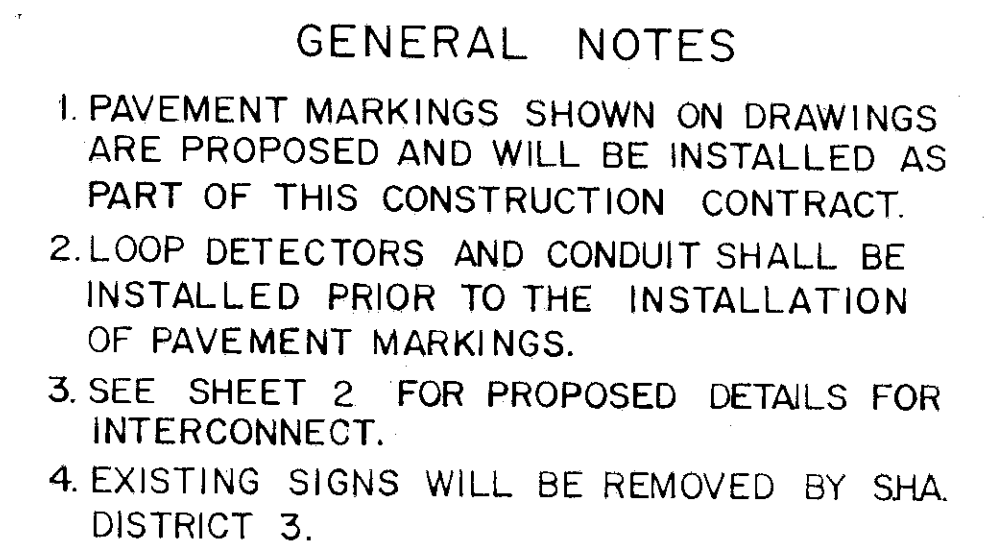 GENERAL NOTES
1. PAVEMENT MARKINGS SHOWN ON DRAWINGS
ARE PROPOSED AND WILL BE INSTALLED AS
PART OF THIS CONSTRUCTION CONTRACT.
2. LOOP DETECTORS AND CONDUIT SHALL BE
INSTALLED PRIOR TO THE INSTALLATION
OF PAVEMENT MARKINGS.
3. SEE SHEET 2 FOR PROPOSED DETAILS FOR
INTERCONNECT.
4. EXISTING SIGNS WILL BE REMOVED BY S.H.A.
DISTRICT 3.